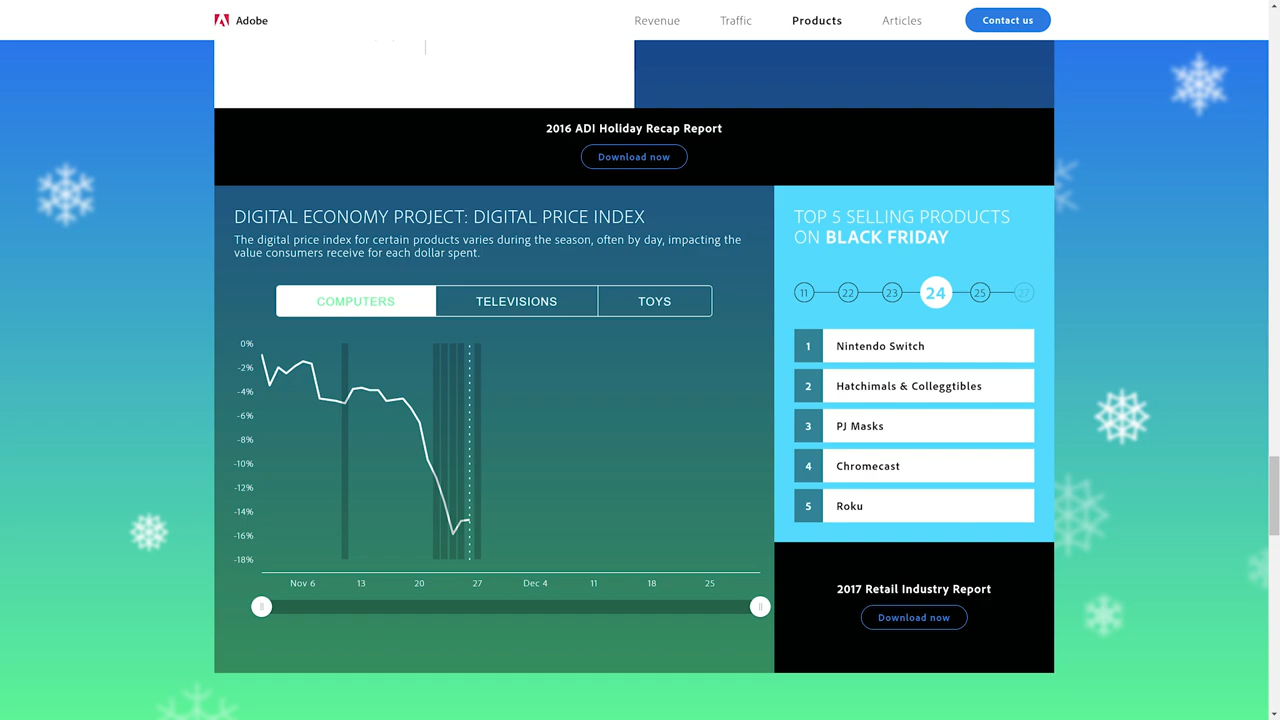 Adobe
Revenue
Traffic
Products
Articles
Contact us
2016 ADI Holiday Recap Report
Download now
DIGITAL ECONOMY PROJECT: DIGITAL PRICE INDEX
The digital price index for certain products varies during the season, often by day, impacting the
value consumers receive for each dollar spent.
COMPUTERS
TELEVISIONS
TOYS
0%
-2%
-4%
-6%
-8%
-10%
-12%
-14%
-16%
-18%
Nov 6
13
20
27
Dec 4
11
18
25
TOP 5 SELLING PRODUCTS
ON BLACK FRIDAY
11
22
23
24
25
27
1 Nintendo Switch
2 Hatchimals & Colleggtibles
3 PJ Masks
4 Chromecast
5 Roku
2017 Retail Industry Report
Download now